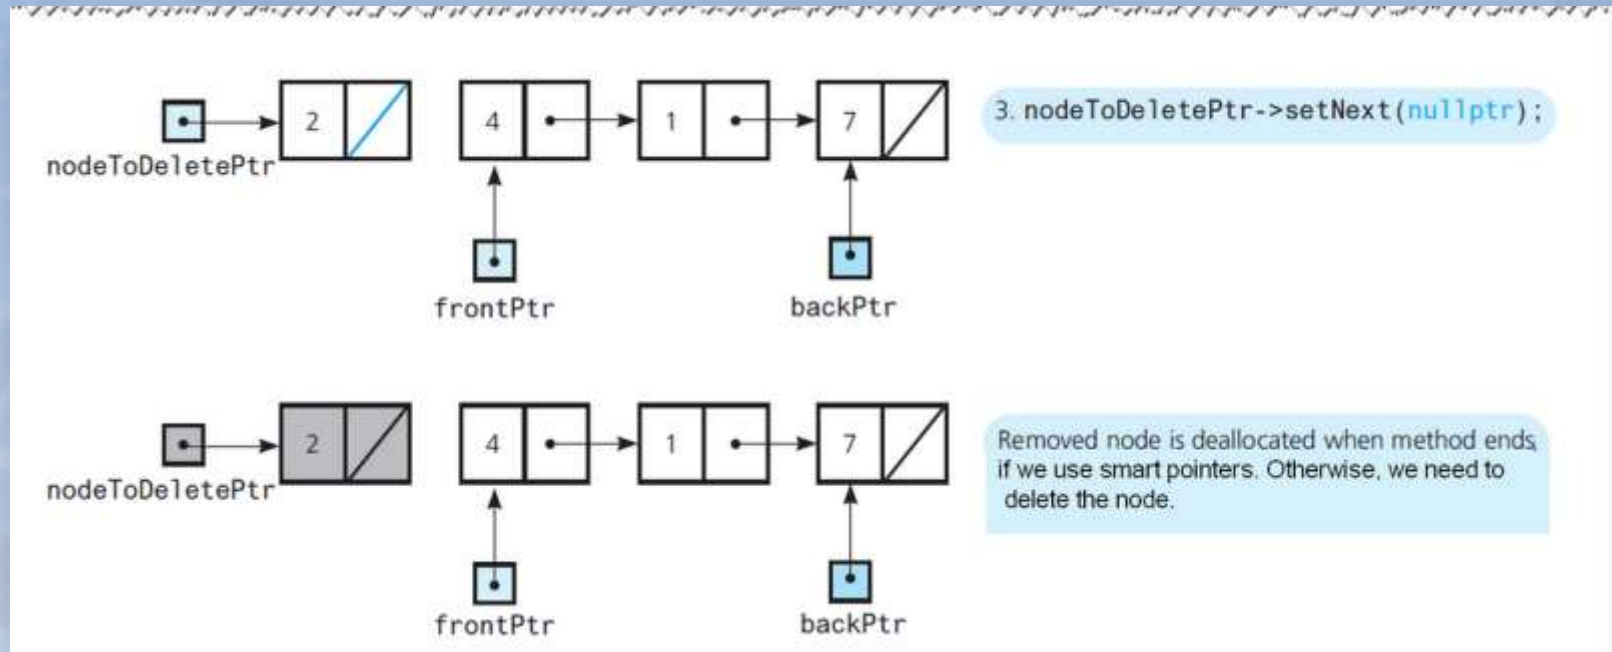 2
4
1
7
3. nodeToDeletePtr->setNext(nullptr);
nodeToDeletePtr
frontPtr
backPtr
2
4
1
7
Removed node is deallocated when method ends,
if we use smart pointers. Otherwise, we need to
delete the node.
nodeToDeletePtr
frontPtr
backPtr